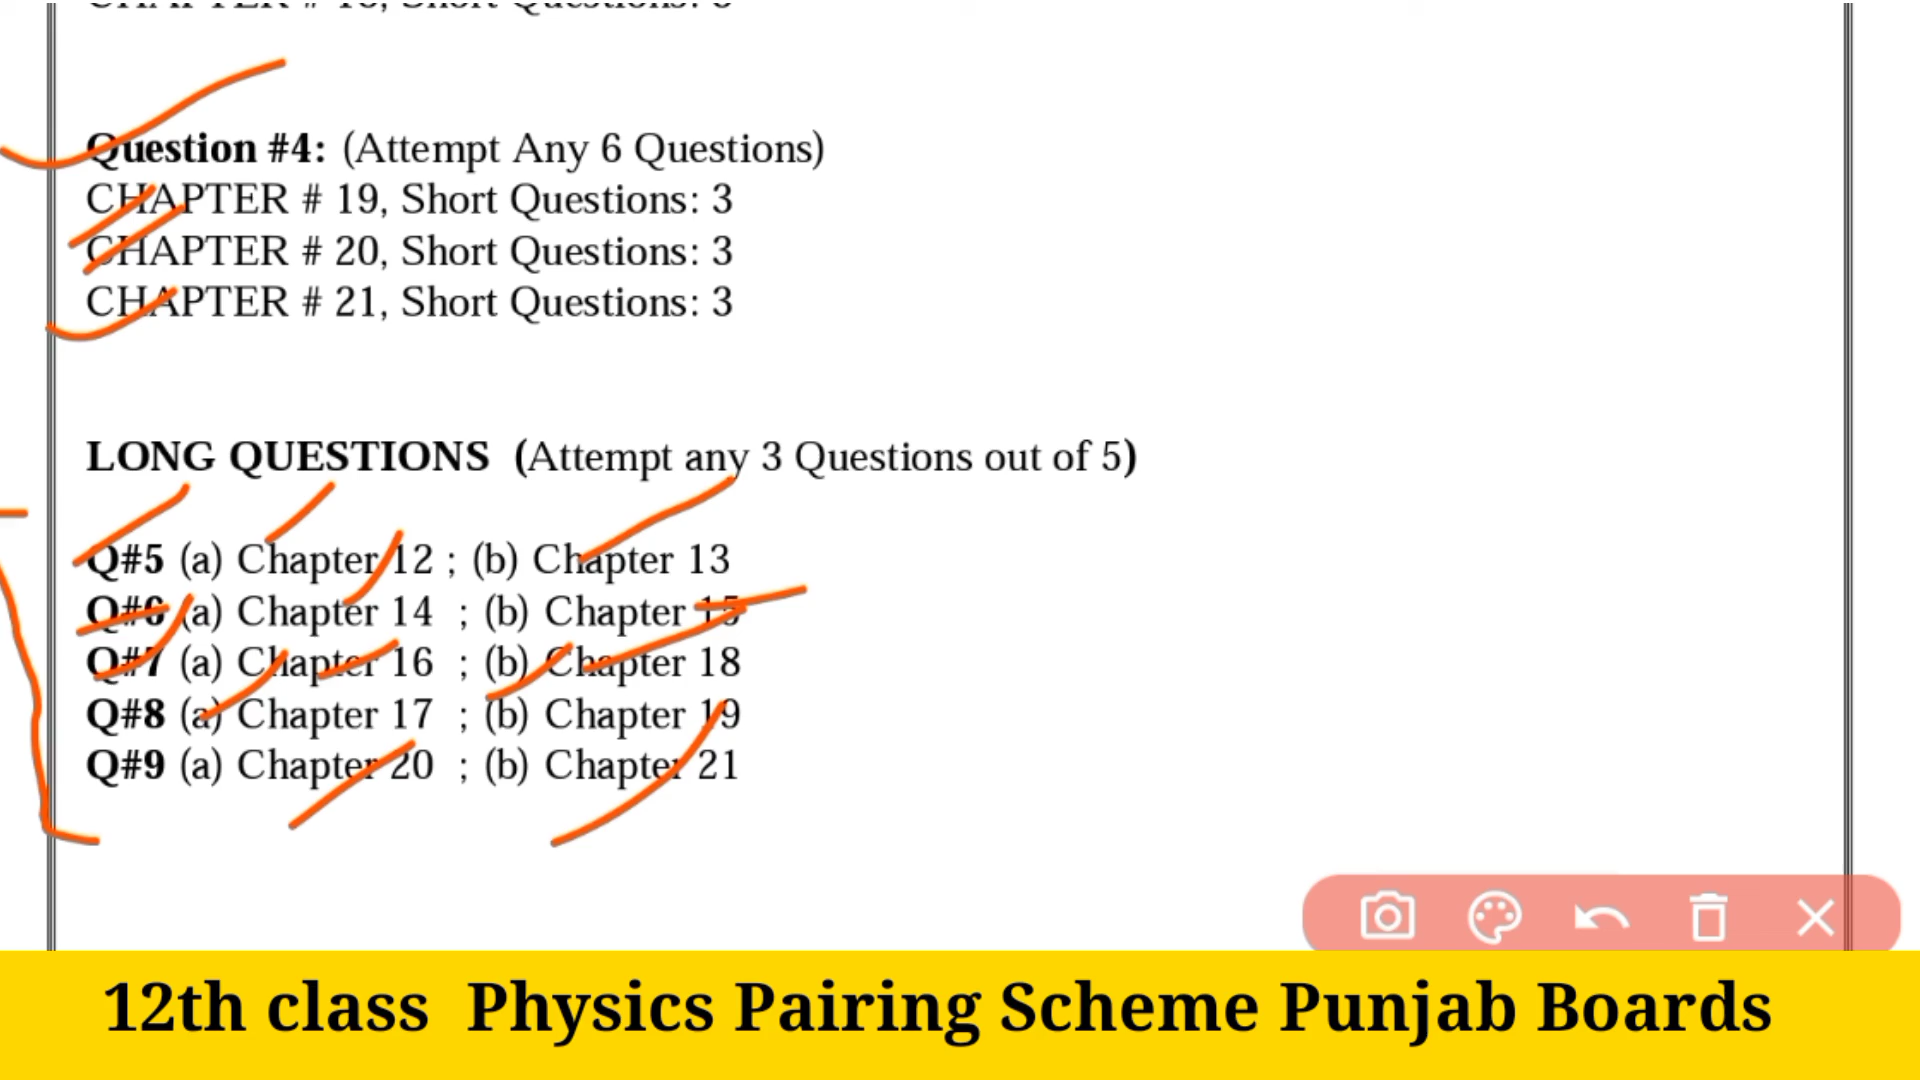 Question #4: (Attempt Any 6 Questions)
CHAPTER # 19, Short Questions: 3
CHAPTER # 20, Short Questions: 3
CHAPTER # 21, Short Questions: 3
LONG QUESTIONS (Attempt any 3 Questions out of 5)
Q#5 (a) Chapter 12 ; (b) Chapter 13
Q#6 (a) Chapter 14 ; (b) Chapter 15
Q#7 (a) Chapter 16 ; (b) Chapter 18
Q#8 (a) Chapter 17 ; (b) Chapter 19
Q#9 (a) Chapter 20 ; (b) Chapter 21
12th class Physics Pairing Scheme Punjab Boards